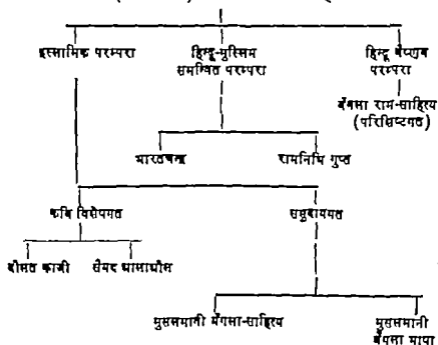 इस्लामिक परम्परा
हिन्दू-मुस्लिम
समन्वित परम्परा
हिन्दू वैष्णव
परम्परा
बँगला राम-साहित्य
(परिशिष्टगत)
भारतचन्द्र
रामनिधि गुप्त
कवि विशेषगत
समुदायगत
दौलत काजी
सैयद आलाओल
मुसलमानी बँगला-साहित्य
मुसलमानी
बँगला भाषा